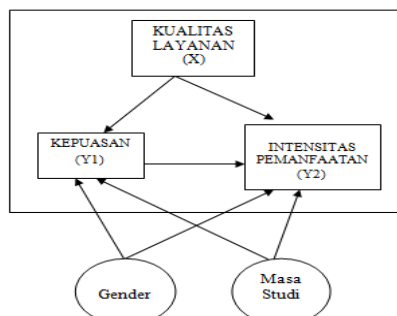 KUALITAS
LAYANAN
(X)
KEPUASAN
(Y1)
INTENSITAS
PEMANFAATAN
(Y2)
Gender
Masa
Studi